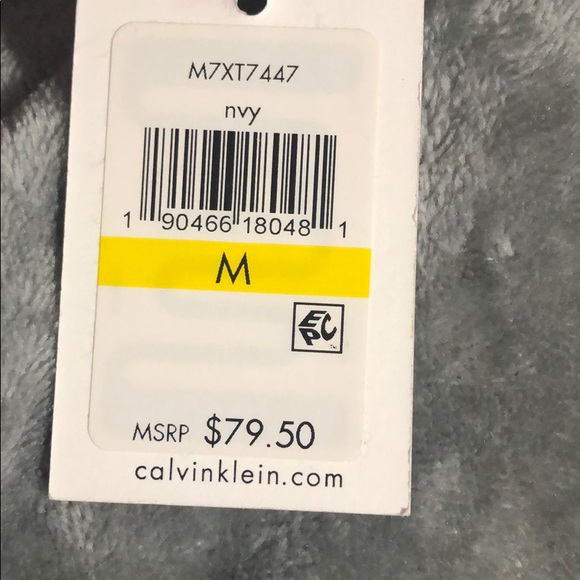 M7XT7447
nvy
1 90466 18048 1
M
EPC
MSRP $79.50
calvinklein.com